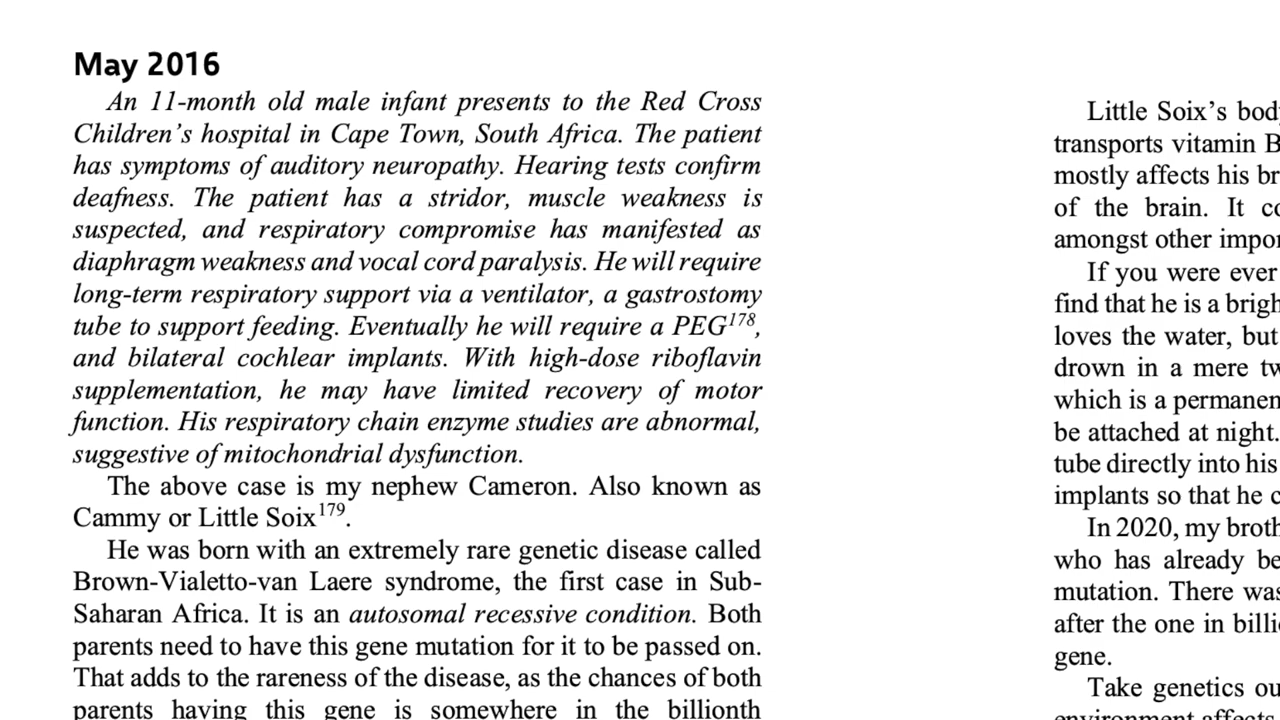 May 2016
An 11-month old male infant presents to the Red Cross
Children's hospital in Cape Town, South Africa. The patient
has symptoms of auditory neuropathy. Hearing tests confirm
deafness. The patient has a stridor, muscle weakness is
suspected, and respiratory compromise has manifested as
diaphragm weakness and vocal cord paralysis. He will require
long-term respiratory support via a ventilator, a gastrostomy
tube to support feeding. Eventually he will require a PEG178,
and bilateral cochlear implants. With high-dose riboflavin
supplementation, he may have limited recovery of motor
function. His respiratory chain enzyme studies are abnormal,
suggestive of mitochondrial dysfunction.
The above case is my nephew Cameron. Also known as
Cammy or Little Soix179.
He was born with an extremely rare genetic disease called
Brown-Vialetto-van Laere syndrome, the first case in Sub-
Saharan Africa. It is an autosomal recessive condition. Both
parents need to have this gene mutation for it to be passed on.
That adds to the rareness of the disease, as the chances of both
parents having this gene is somewhere in the billionth
Little Soix's
transports vitamin B
mostly affects his
of the brain. It
amongst other
If you were ever
find that he is a
loves the water, but
drown in a mere
which is a
be attached at night.
tube directly into his
implants so that he
In 2020, my
who has already
mutation. There was
after the one in
gene.
Take genetics
environment affects